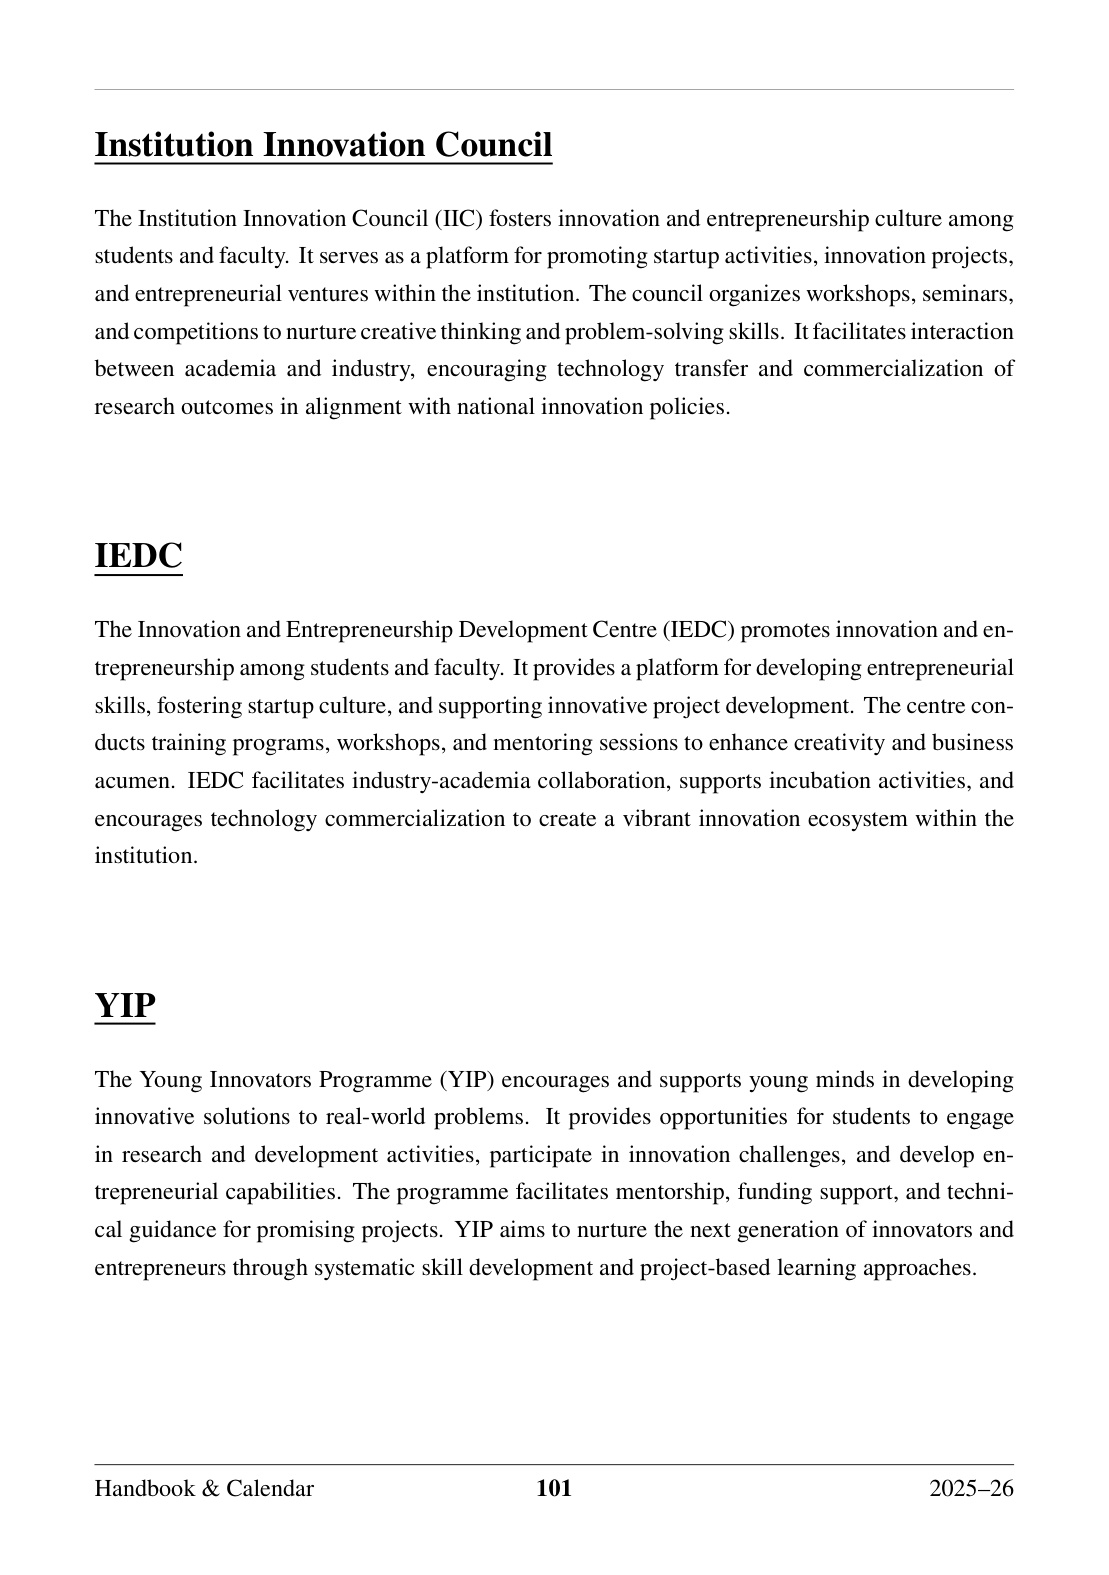 Institution Innovation Council
The Institution Innovation Council (IIC) fosters innovation and entrepreneurship culture among
students and faculty. It serves as a platform for promoting startup activities, innovation projects,
and entrepreneurial ventures within the institution. The council organizes workshops, seminars,
and competitions to nurture creative thinking and problem-solving skills. It facilitates interaction
between academia and industry, encouraging technology transfer and commercialization of
research outcomes in alignment with national innovation policies.
IEDC
The Innovation and Entrepreneurship Development Centre (IEDC) promotes innovation and en-
trepreneurship among students and faculty. It provides a platform for developing entrepreneurial
skills, fostering startup culture, and supporting innovative project development. The centre con-
ducts training programs, workshops, and mentoring sessions to enhance creativity and business
acumen. IEDC facilitates industry-academia collaboration, supports incubation activities, and
encourages technology commercialization to create a vibrant innovation ecosystem within the
institution.
YIP
The Young Innovators Programme (YIP) encourages and supports young minds in developing
innovative solutions to real-world problems. It provides opportunities for students to engage
in research and development activities, participate in innovation challenges, and develop en-
trepreneurial capabilities. The programme facilitates mentorship, funding support, and techni-
cal guidance for promising projects. YIP aims to nurture the next generation of innovators and
entrepreneurs through systematic skill development and project-based learning approaches.
Handbook & Calendar 101 2025–26